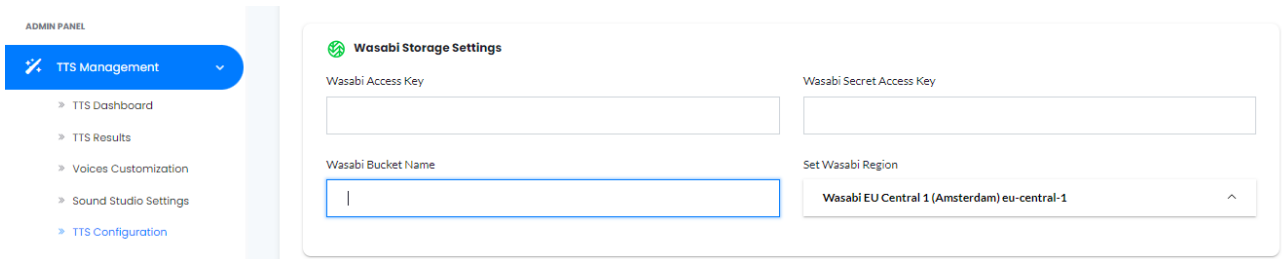 ADMIN PANEL
TTS Management
TTS Dashboard
TTS Results
Voices Customization
Sound Studio Settings
TTS Configuration
Wasabi Storage Settings
Wasabi Access Key
Wasabi Secret Access Key
Wasabi Bucket Name
Set Wasabi Region
Wasabi EU Central 1 (Amsterdam) eu-central-1